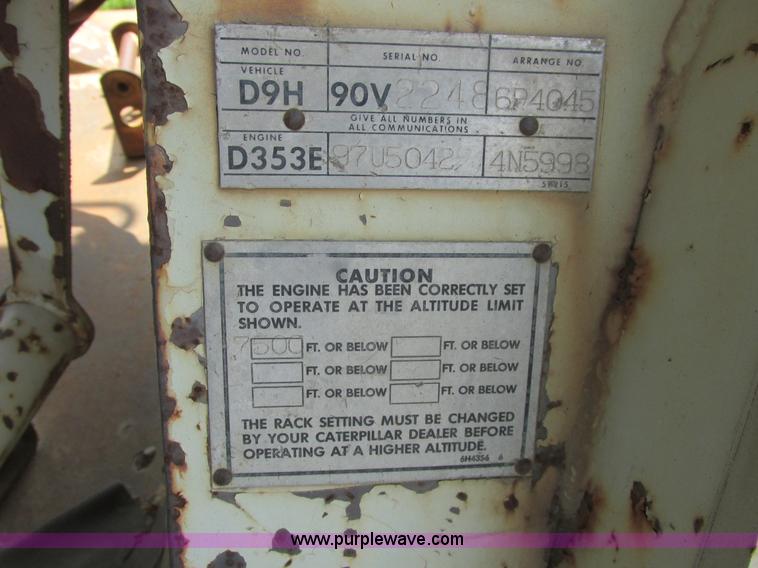 MODEL NO. SERIAL NO. ARRANGE NO.
VEHICLE
D9H 90V2248 6P4045
GIVE ALL NUMBERS IN
ALL COMMUNICATIONS
ENGINE
D353E 97U5042 4N5998
CAUTION
THE ENGINE HAS BEEN CORRECTLY SET
TO OPERATE AT THE ALTITUDE LIMIT
SHOWN.
7500 FT. OR BELOW FT. OR BELOW
FT. OR BELOW FT. OR BELOW
FT. OR BELOW FT. OR BELOW
THE RACK SETTING MUST BE CHANGED
BY YOUR CATERPILLAR DEALER BEFORE
OPERATING AT A HIGHER ALTITUDE.
www.purplewave.com